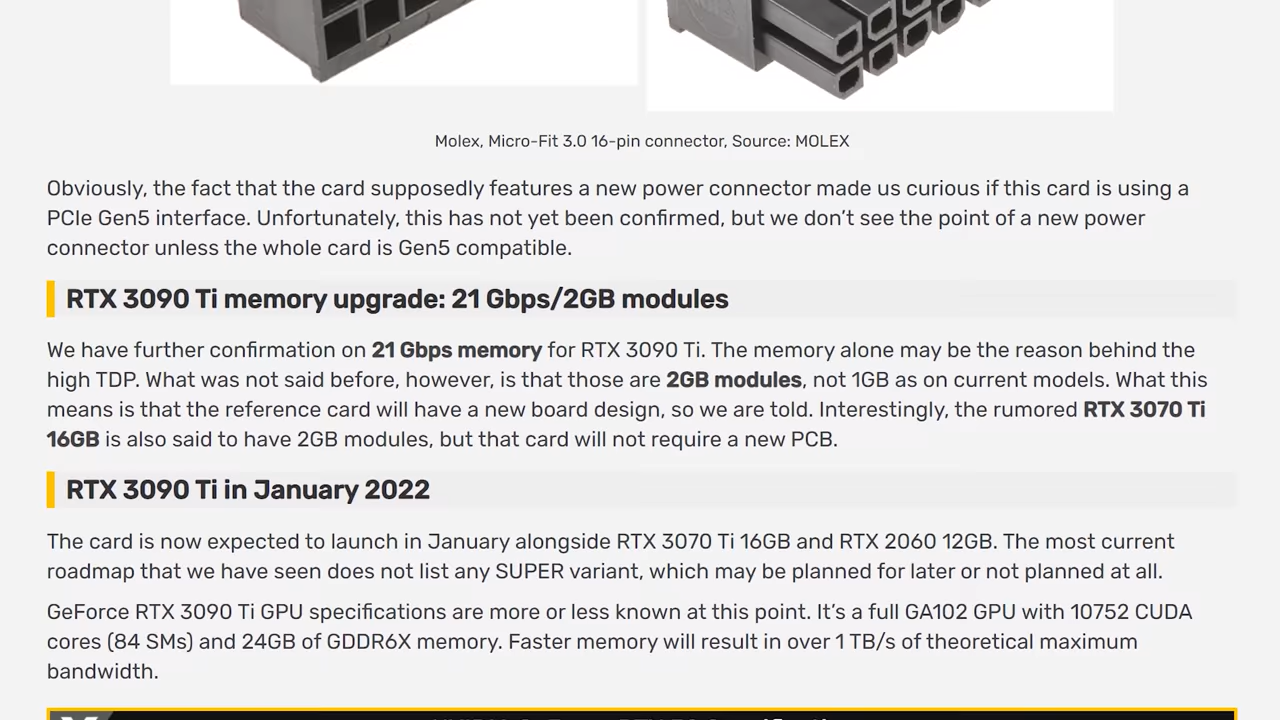 Molex, Micro-Fit 3.0 16-pin connector, Source: MOLEX
Obviously, the fact that the card supposedly features a new power connector made us curious if this card is using a
PCIe Gen5 interface. Unfortunately, this has not yet been confirmed, but we don’t see the point of a new power
connector unless the whole card is Gen5 compatible.
RTX 3090 Ti memory upgrade: 21 Gbps/2GB modules
We have further confirmation on 21 Gbps memory for RTX 3090 Ti. The memory alone may be the reason behind the
high TDP. What was not said before, however, is that those are 2GB modules, not 1GB as on current models. What this
means is that the reference card will have a new board design, so we are told. Interestingly, the rumored RTX 3070 Ti
16GB is also said to have 2GB modules, but that card will not require a new PCB.
RTX 3090 Ti in January 2022
The card is now expected to launch in January alongside RTX 3070 Ti 16GB and RTX 2060 12GB. The most current
roadmap that we have seen does not list any SUPER variant, which may be planned for later or not planned at all.
GeForce RTX 3090 Ti GPU specifications are more or less known at this point. It’s a full GA102 GPU with 10752 CUDA
cores (84 SMs) and 24GB of GDDR6X memory. Faster memory will result in over 1 TB/s of theoretical maximum
bandwidth.